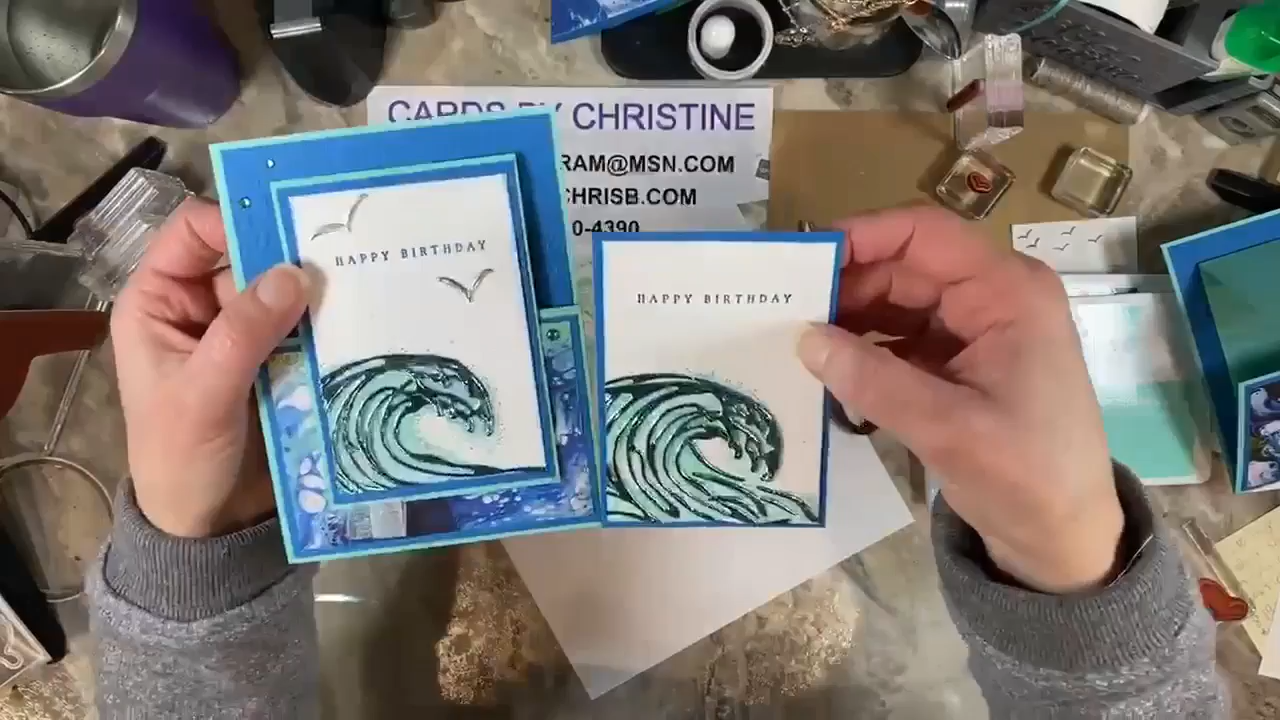 CARDS BY CHRISTINE
RAM@MSN.COM
CHRISB.COM
0-4390
HAPPY BIRTHDAY
HAPPY BIRTHDAY